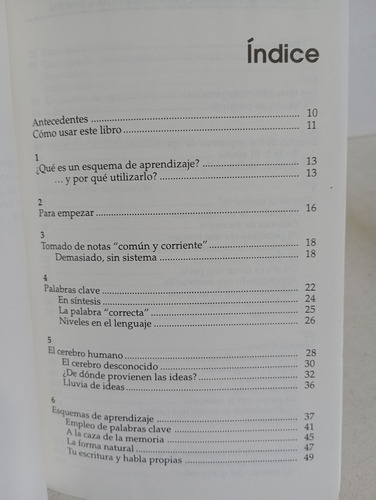 Índice
Antecedentes ........ 10
Cómo usar este libro ........ 11
1
¿Qué es un esquema de aprendizaje? ........ 13
... y por qué utilizarlo? ........ 13
2
Para empezar ........ 16
3
Tomado de notas “común y corriente” ........ 18
Demasiado, sin sistema ........ 18
4
Palabras clave ........ 22
En síntesis ........ 24
La palabra “correcta” ........ 25
Niveles en el lenguaje ........ 26
5
El cerebro humano ........ 28
El cerebro desconocido ........ 30
¿De dónde provienen las ideas? ........ 32
Lluvia de ideas ........ 36
6
Esquemas de aprendizaje ........ 37
Empleo de palabras clave ........ 41
A la caza de la memoria ........ 45
La forma natural ........ 47
Tu escritura y habla propias ........ 49